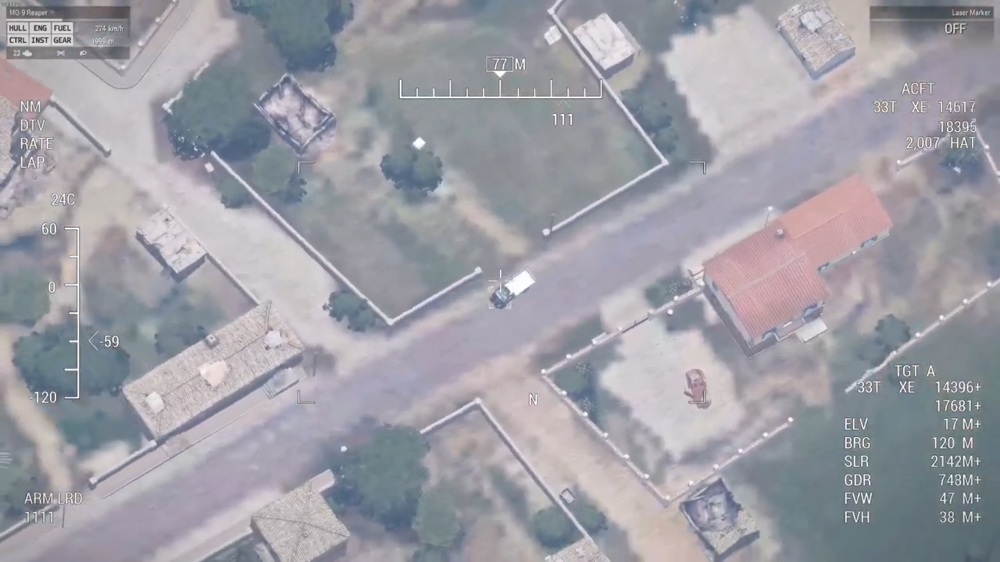 MQ-9 Reaper
HULL ENG FUEL 274 km/h
CTRL INST GEAR 1999 m
23
Laser Marker
OFF
77 M
111
NM
DTV
RATE
LAP
ACFT
33T XE 14617
18395
2,007 HAT
24C
60
0
-59
-120
N
TGT A
33T XE 14396+
17681+
ELV 17 M+
BRG 120 M
SLR 2142M+
GDR 748M+
FVW 47 M+
FVH 38 M+
ARM LRD
1111